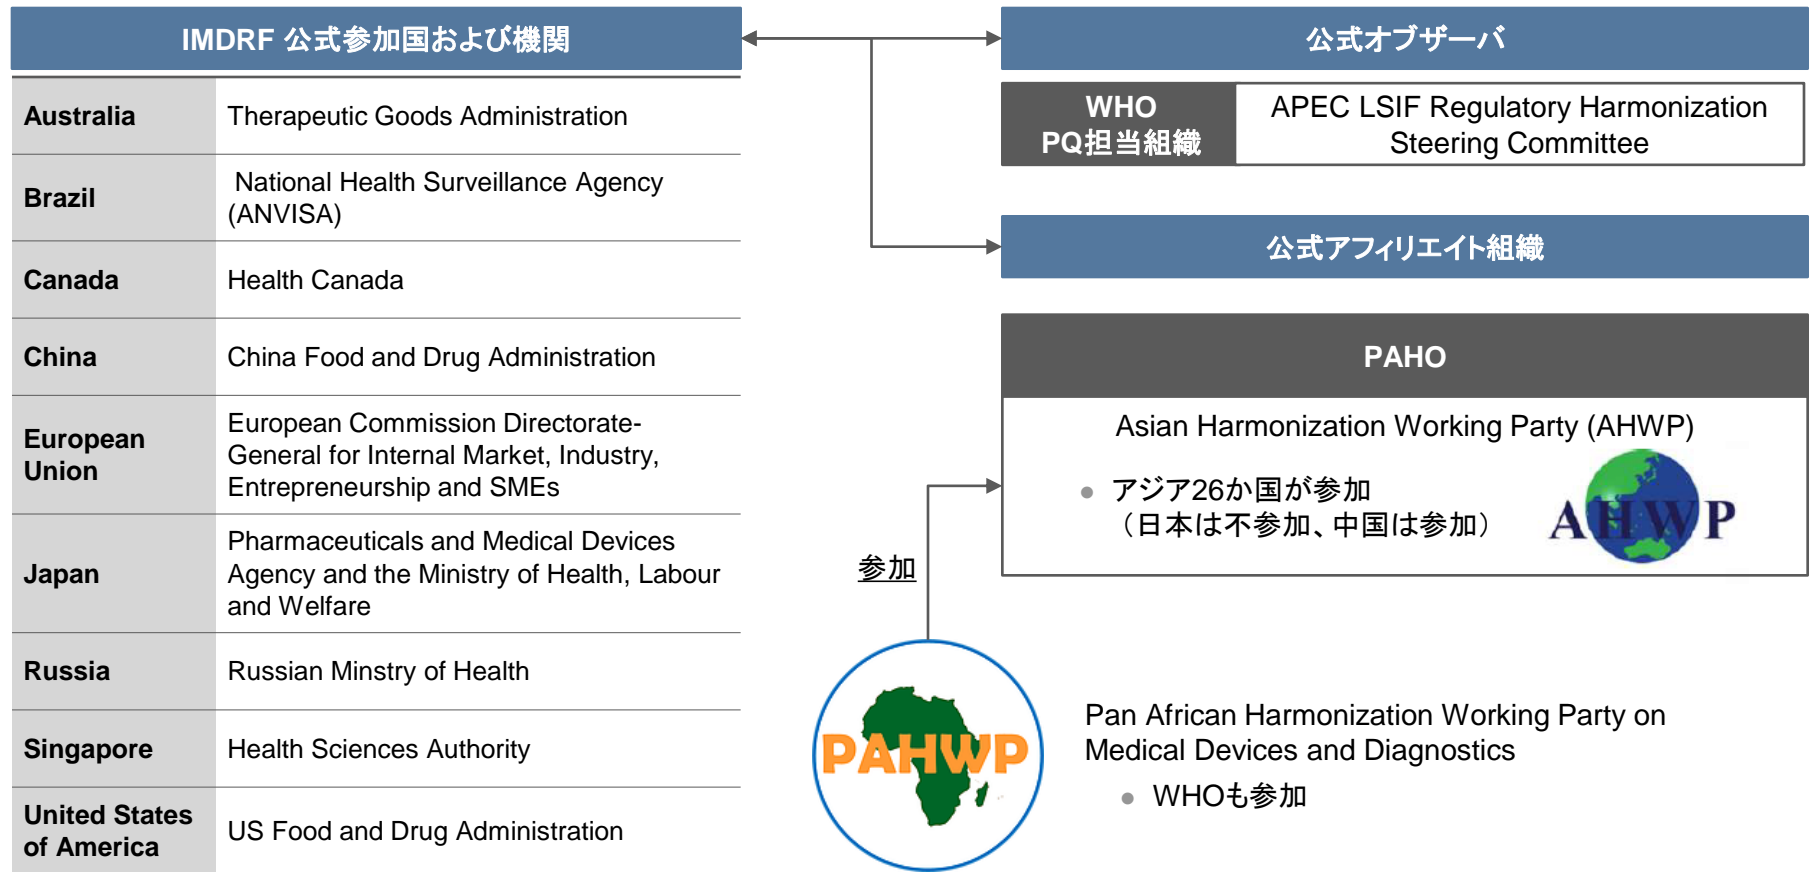 IMDRF 公式参加国および機関
Australia
Therapeutic Goods Administration
Brazil
National Health Surveillance Agency
(ANVISA)
Canada
Health Canada
China
China Food and Drug Administration
European
Union
European Commission Directorate-
General for Internal Market, Industry,
Entrepreneurship and SMEs
Japan
Pharmaceuticals and Medical Devices
Agency and the Ministry of Health, Labour
and Welfare
Russia
Russian Minstry of Health
Singapore
Health Sciences Authority
United States
of America
US Food and Drug Administration
公式オブザーバ
WHO
PQ担当組織
APEC LSIF Regulatory Harmonization
Steering Committee
公式アフィリエイト組織
PAHO
Asian Harmonization Working Party (AHWP)
● アジア26か国が参加
（日本は不参加、中国は参加）
AHWP
参加
PAHWP
Pan African Harmonization Working Party on
Medical Devices and Diagnostics
● WHOも参加